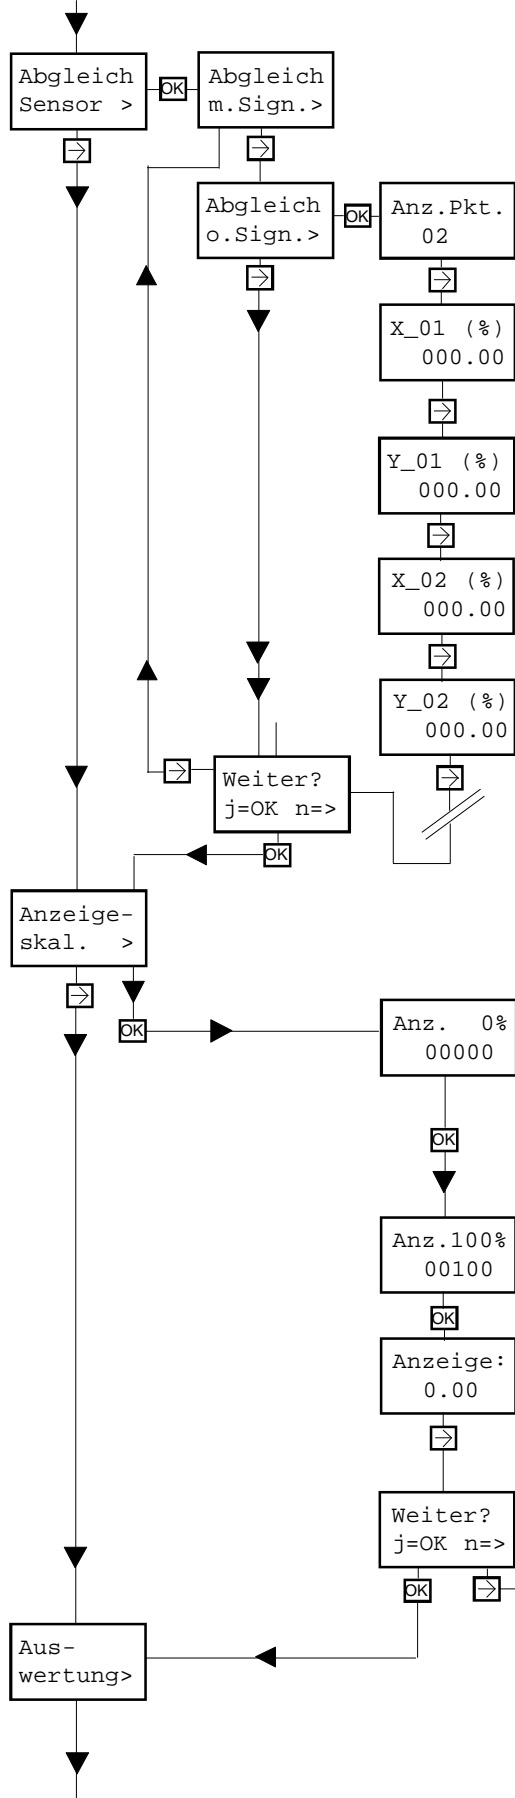 Abgleich
Sensor >
OK
Abgleich
m.Sign.>
Abgleich
o.Sign.>
OK
Anz.Pkt.
02
X_01 (%)
000.00
Y_01 (%)
000.00
X_02 (%)
000.00
Y_02 (%)
000.00
Weiter?
j=OK n=>
OK
Anzeige-
skal. >
OK
Anz. 0%
00000
OK
Anz.100%
00100
OK
Anzeige:
0.00
Weiter?
j=OK n=>
OK
Aus-
wertung>